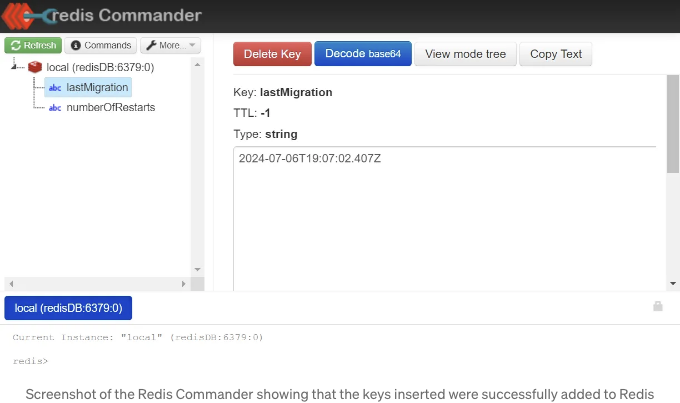 redis Commander
Refresh Commands More...
Delete Key Decode base64 View mode tree Copy Text
local (redisDB:6379:0)
abc lastMigration
abc numberOfRestarts
Key: lastMigration
TTL: -1
Type: string
2024-07-06T19:07:02.407Z
local (redisDB:6379:0)
Current Instance: "local" (redisDB:6379:0)
redis>
Screenshot of the Redis Commander showing that the keys inserted were successfully added to Redis